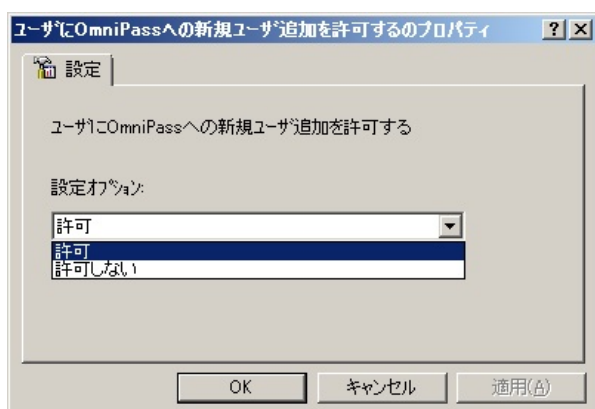 ユーザにOmniPassへの新規ユーザ追加を許可するのプロパティ
設定
ユーザにOmniPassへの新規ユーザ追加を許可する
設定オプション:
許可
許可
許可しない
OK
キャンセル
適用(A)